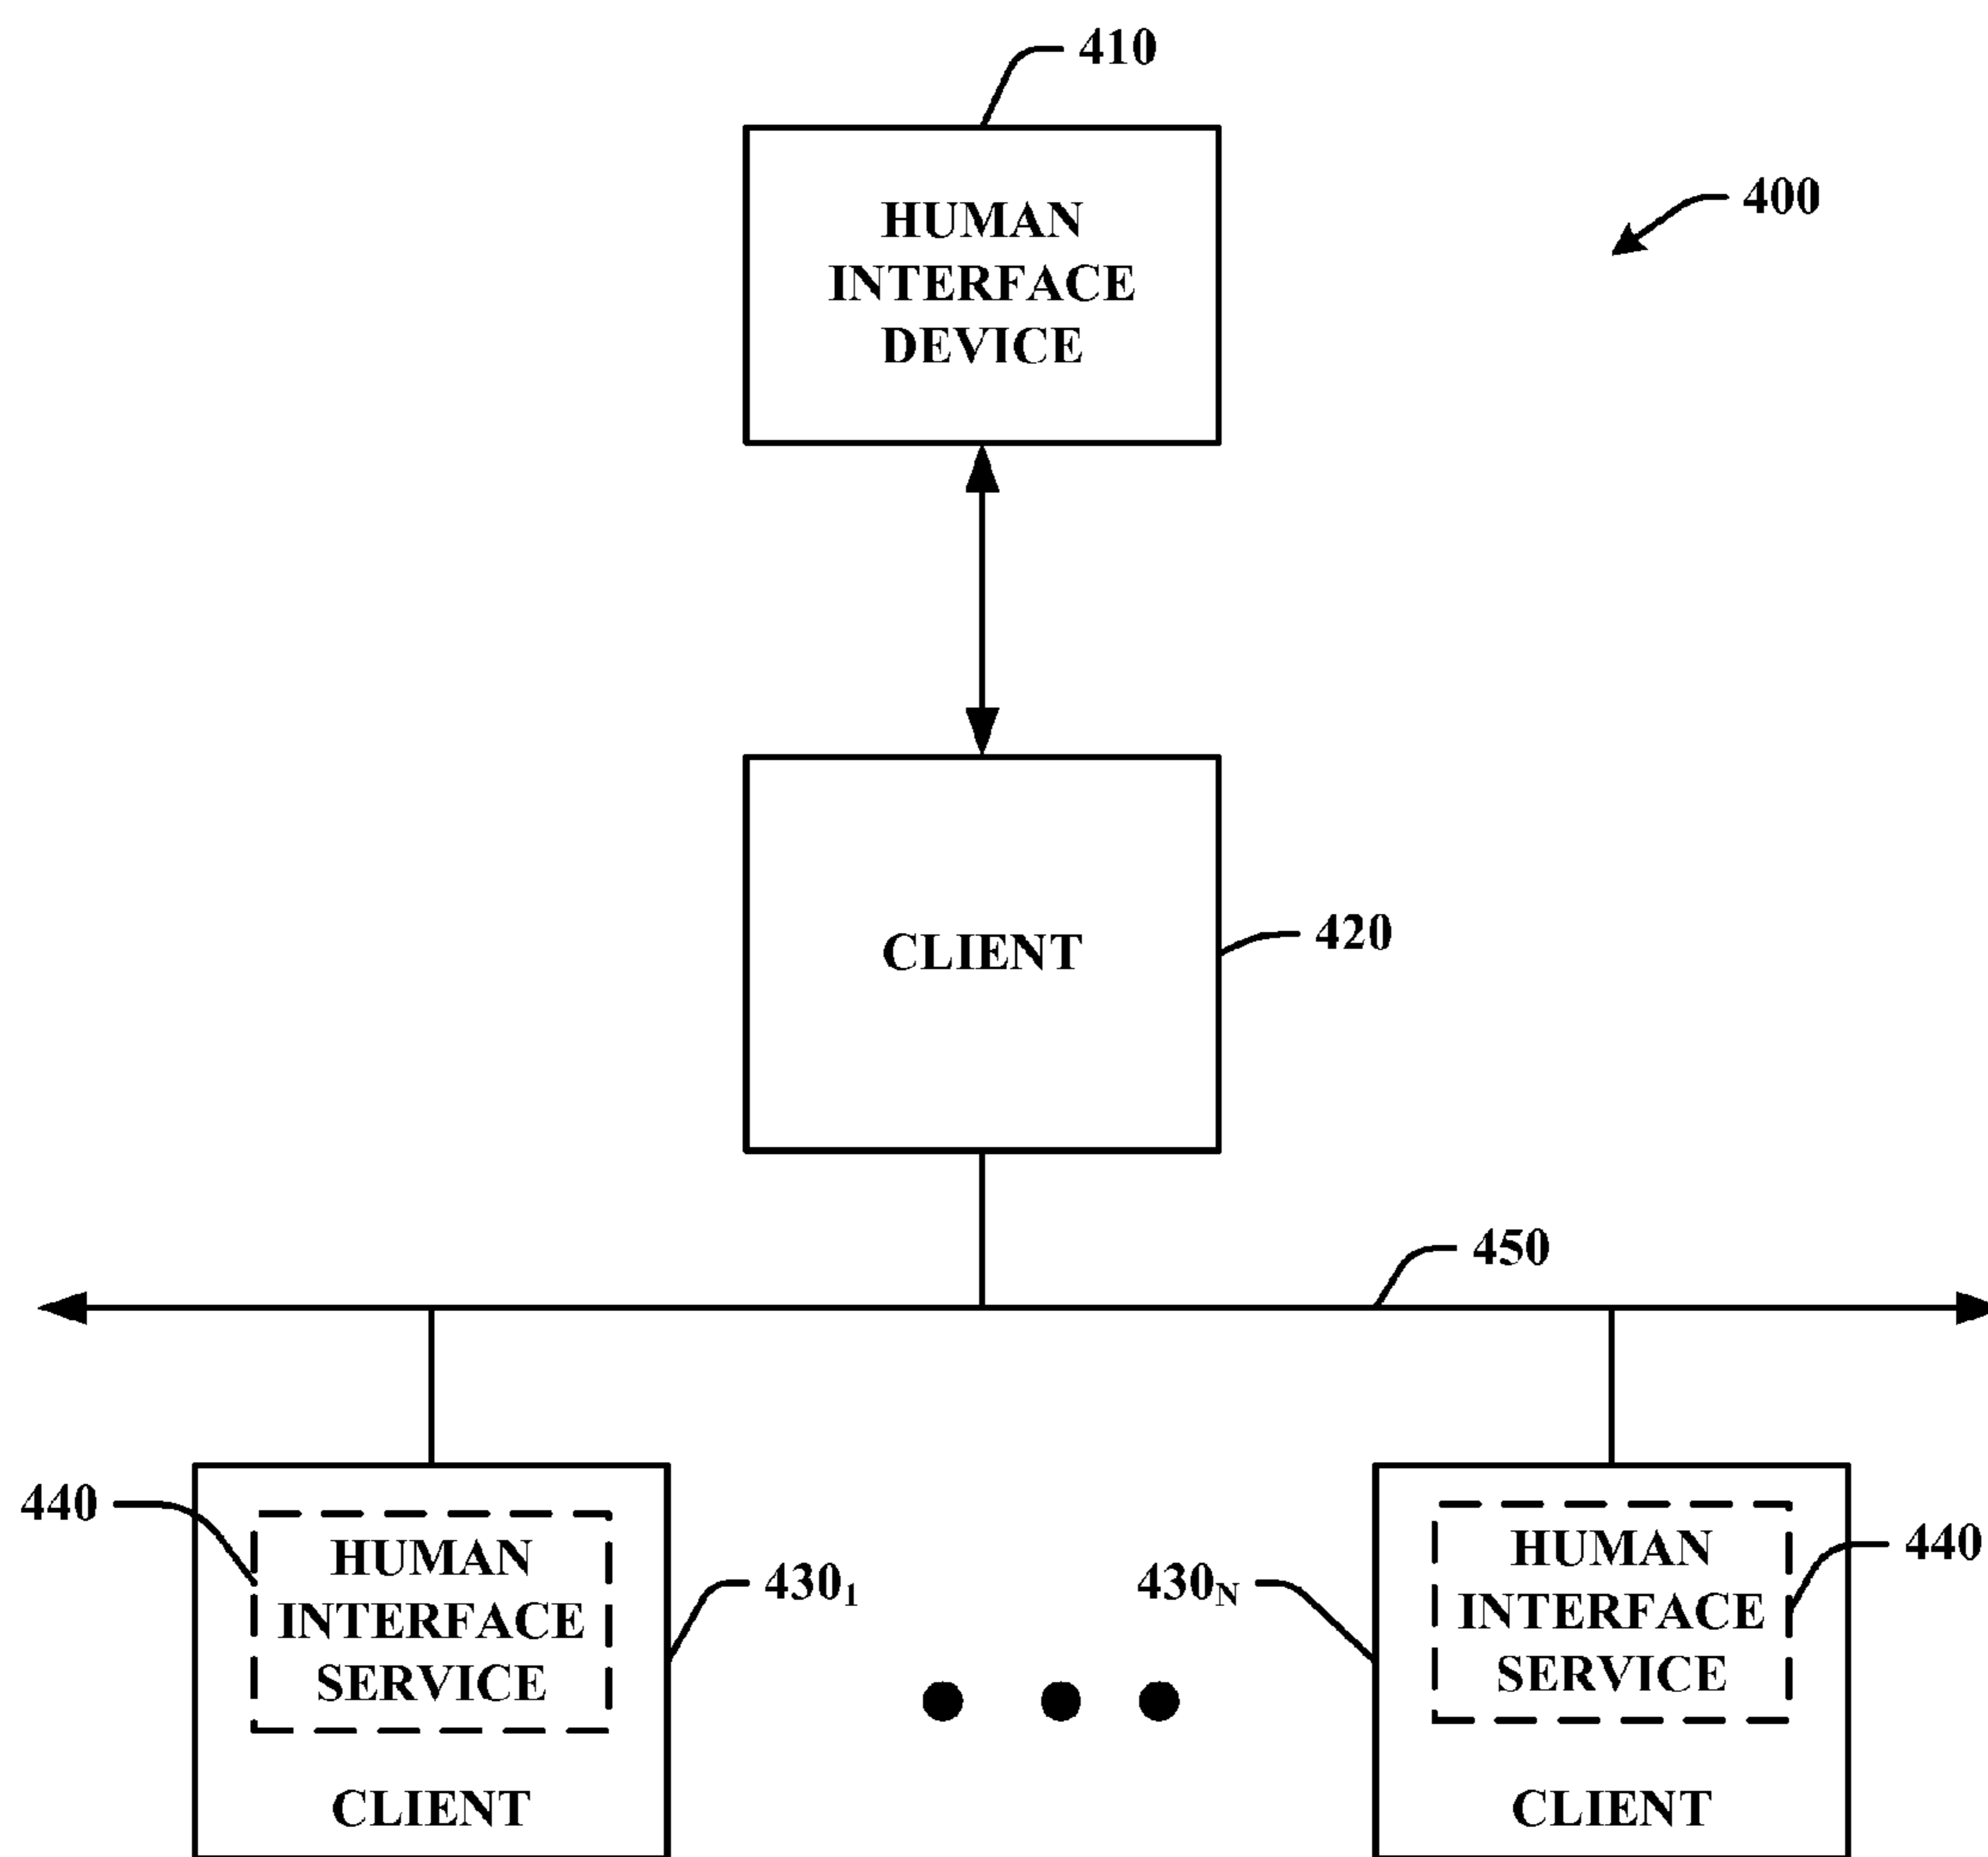 410
HUMAN
INTERFACE
DEVICE
400
CLIENT
420
450
440
HUMAN
INTERFACE
SERVICE
CLIENT
430₁
430_N
HUMAN
INTERFACE
SERVICE
CLIENT
440